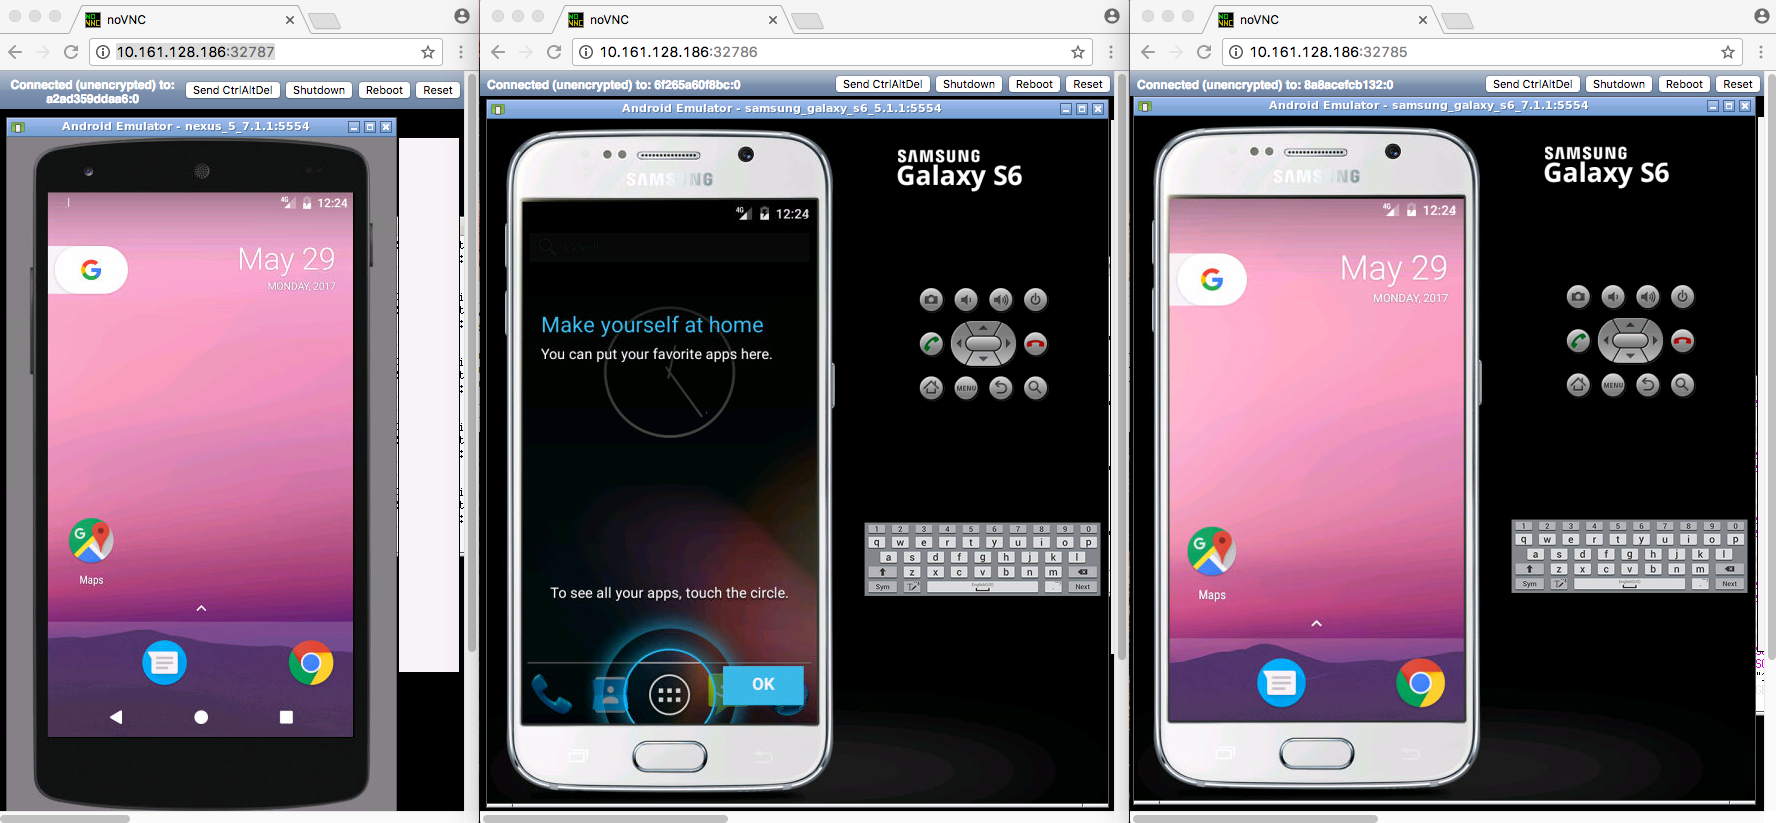 noVNC
10.161.128.186:32787
Connected (unencrypted) to:
a2ad359ddaa6:0
Send CtrlAltDel
Shutdown
Reboot
Reset
Android Emulator - nexus_5_7.1.1:5554
4G
12:24
May 29
MONDAY, 2017
G
Maps
noVNC
10.161.128.186:32786
Connected (unencrypted) to: 6f265a60f8bc:0
Send CtrlAltDel
Shutdown
Reboot
Reset
Android Emulator - samsung_galaxy_s6_5.1.1:5554
SAMSUNG
4G
12:24
Make yourself at home
You can put your favorite apps here.
To see all your apps, touch the circle.
OK
SAMSUNG
Galaxy S6
MENU
1 2 3 4 5 6 7 8 9 0
q w e r t y u i o p
a s d f g h j k l
z x c v b n m
Sym
English(US)
Next
noVNC
10.161.128.186:32785
Connected (unencrypted) to: 8a8acefcb132:0
Send CtrlAltDel
Shutdown
Reboot
Reset
Android Emulator - samsung_galaxy_s6_7.1.1:5554
SAMSUNG
4G
12:24
May 29
MONDAY, 2017
G
Maps
SAMSUNG
Galaxy S6
MENU
1 2 3 4 5 6 7 8 9 0
q w e r t y u i o p
a s d f g h j k l
z x c v b n m
Sym
English(US)
Next